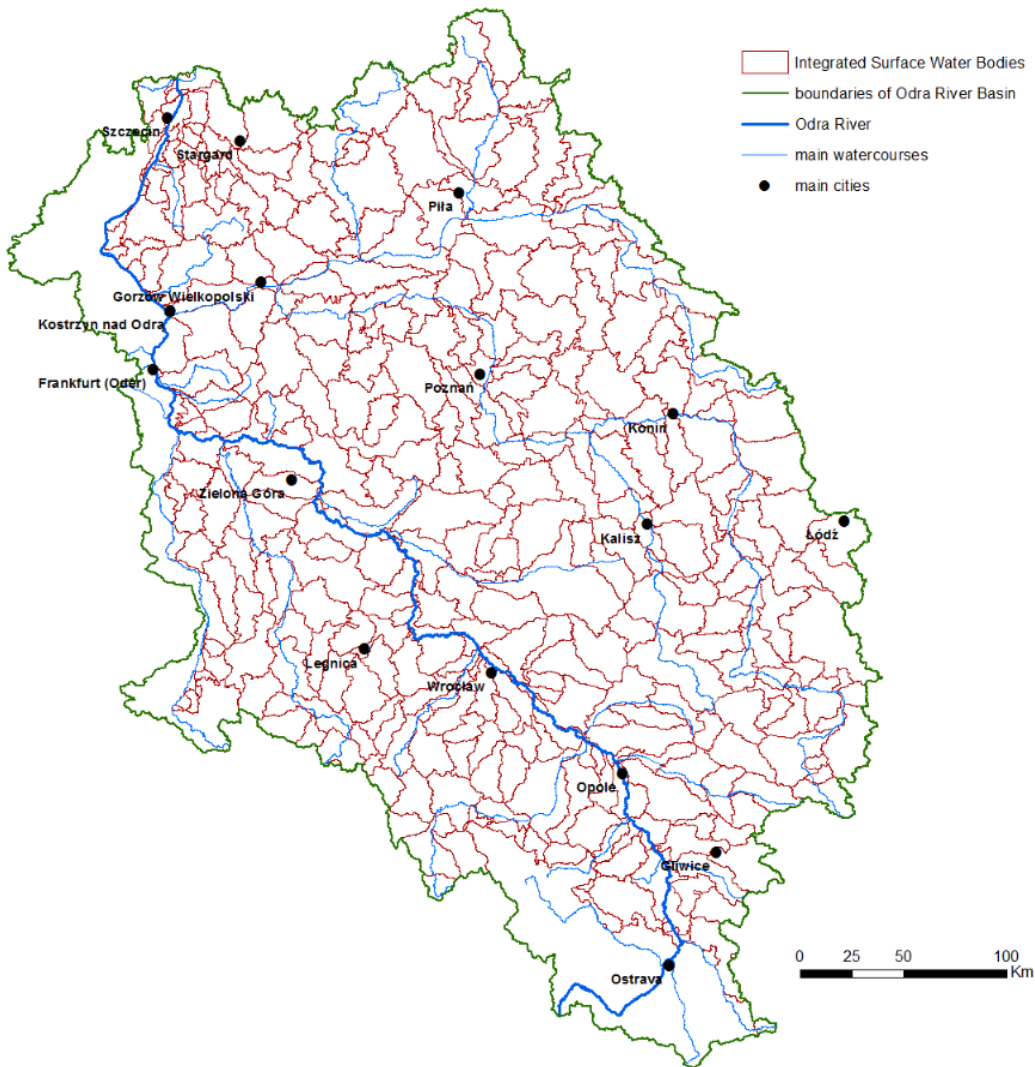 Integrated Surface Water Bodies
boundaries of Odra River Basin
Odra River
main watercourses
main cities
Szczecin
Stargard
Piła
Gorzów Wielkopolski
Kostrzyn nad Odra
Frankfurt (Oder)
Poznań
Konin
Zielona Góra
Kalisz
Łódź
Legnica
Wrocław
Opole
Gliwice
Ostrava
0 25 50 100
Km